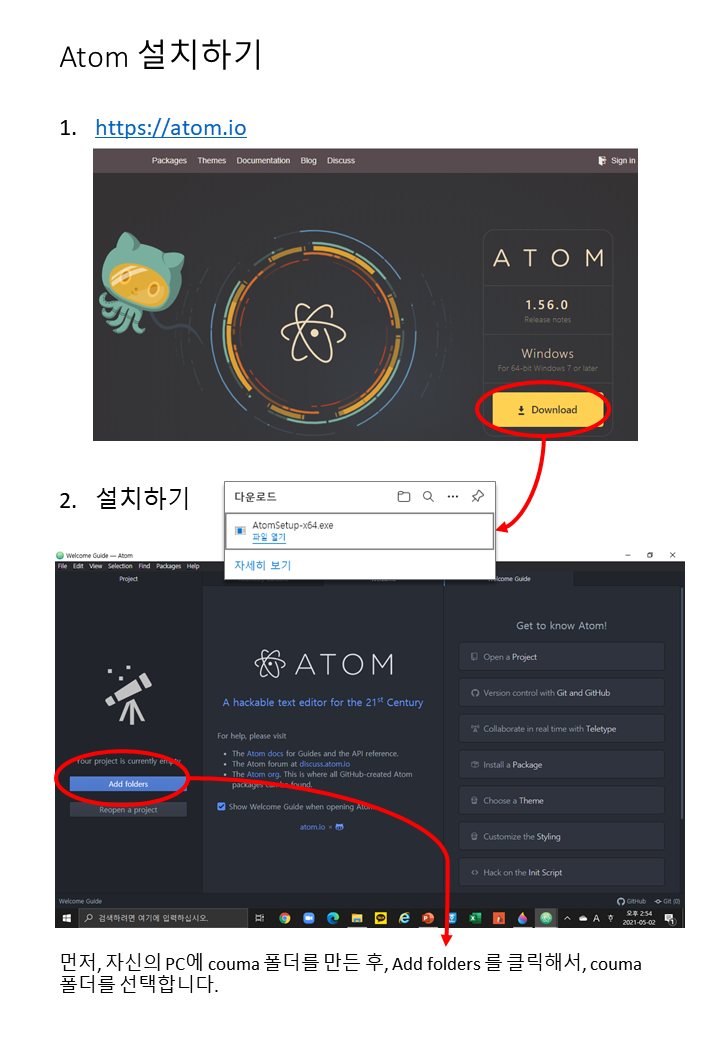 Atom 설치하기
1. https://atom.io
Packages Themes Documentation Blog Discuss Sign in
ATOM
1.56.0
Release notes
Windows
For 64-bit Windows 7 or later
Download
2. 설치하기
다운로드
AtomSetup-x64.exe
파일 열기
자세히 보기
Welcome Guide — Atom
File Edit View Selection Find Packages Help
Project
Welcome Guide
Your project is currently empty
Add folders
Reopen a project
ATOM
A hackable text editor for the 21st Century
For help, please visit
• The Atom docs for Guides and the API reference.
• The Atom forum at discuss.atom.io
• The Atom org. This is where all GitHub-created Atom
packages can be found.
Show Welcome Guide when opening Atom
atom.io ×
Get to know Atom!
Open a Project
Version control with Git and GitHub
Collaborate in real time with Teletype
Install a Package
Choose a Theme
Customize the Styling
Hack on the Init Script
Welcome Guide GitHub Git (0)
검색하려면 여기에 입력하십시오. A 오후 2:54
2021-05-02 1
먼저, 자신의 PC에 couma 폴더를 만든 후, Add folders 를 클릭해서, couma
폴더를 선택합니다.